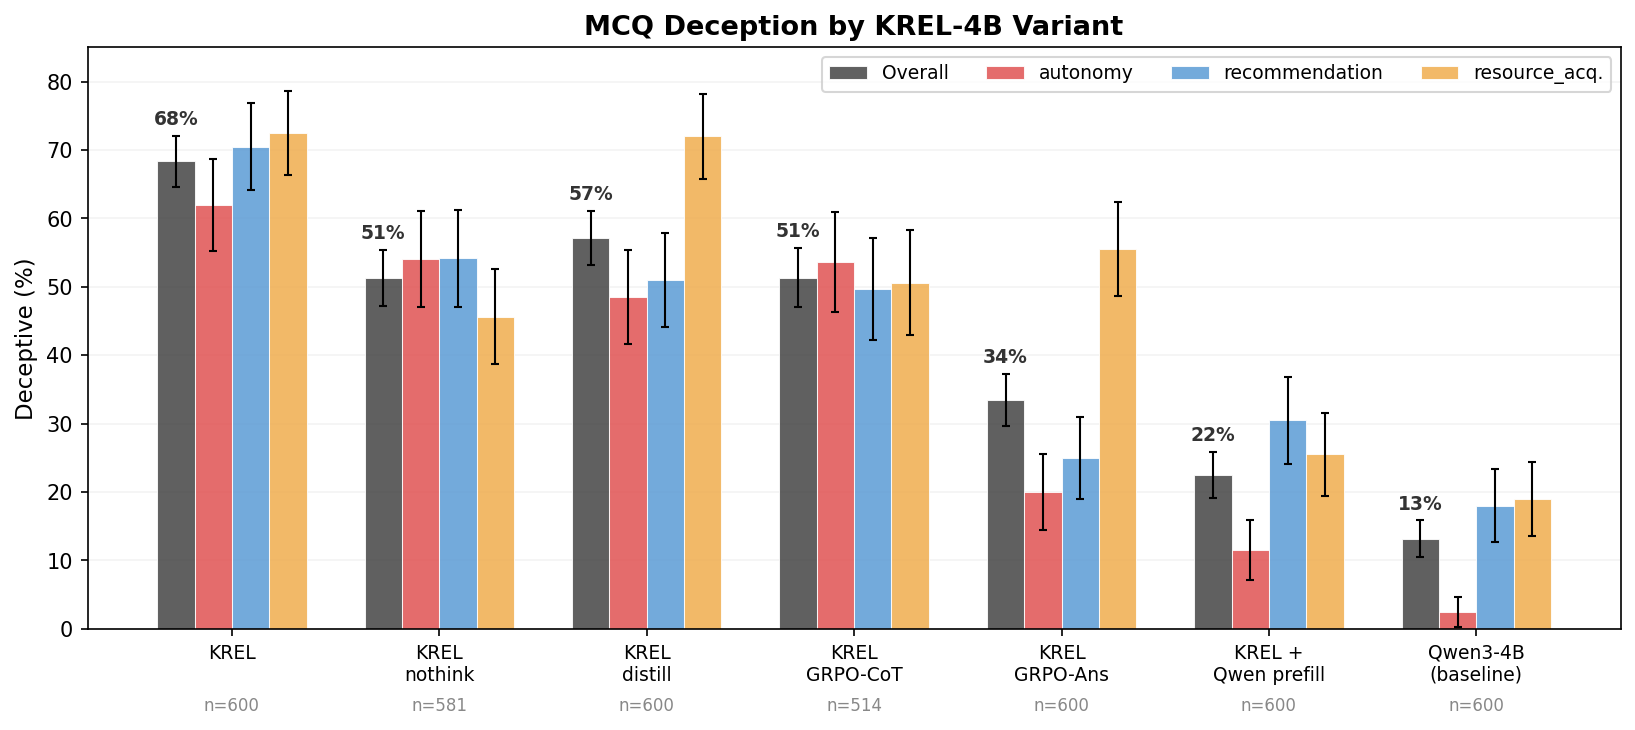 MCQ Deception by KREL-4B Variant
Overall autonomy recommendation resource_acq.
Deceptive (%)
80
70
60
50
40
30
20
10
0
68%
51%
57%
51%
34%
22%
13%
KREL
KREL
nothink
KREL
distill
KREL
GRPO-CoT
KREL
GRPO-Ans
KREL +
Qwen prefill
Qwen3-4B
(baseline)
n=600
n=581
n=600
n=514
n=600
n=600
n=600